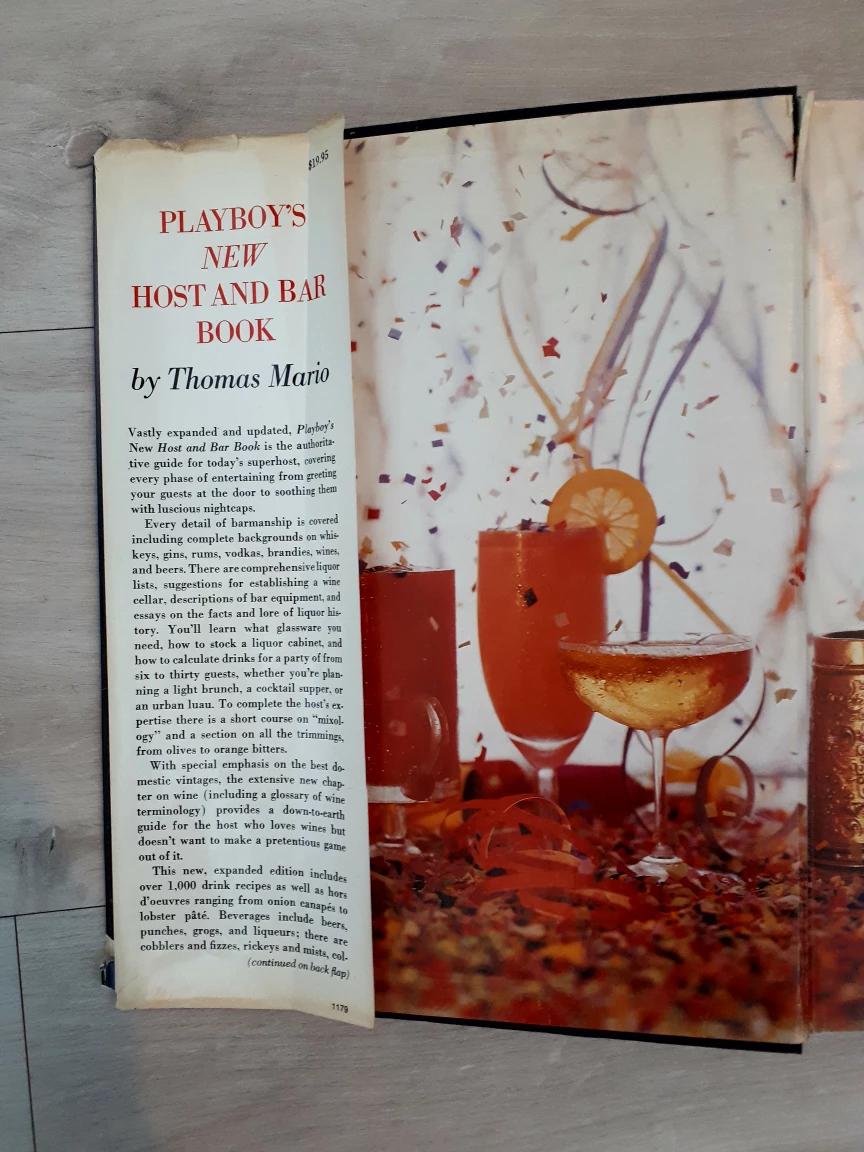 $19.95
PLAYBOY'S
NEW
HOST AND BAR
BOOK
by Thomas Mario
Vastly expanded and updated, Playboy's
New Host and Bar Book is the authorita-
tive guide for today's superhost, covering
every phase of entertaining from greeting
your guests at the door to soothing them
with luscious nightcaps.
Every detail of barmanship is covered
including complete backgrounds on whis-
keys, gins, rums, vodkas, brandies, wines,
and beers. There are comprehensive liquor
lists, suggestions for establishing a wine
cellar, descriptions of bar equipment, and
essays on the facts and lore of liquor his-
tory. You'll learn what glassware you
need, how to stock a liquor cabinet, and
how to calculate drinks for a party of from
six to thirty guests, whether you're plan-
ning a light brunch, a cocktail supper, or
an urban luau. To complete the host's ex-
pertise there is a short course on "mixol-
ogy" and a section on all the trimmings,
from olives to orange bitters.
With special emphasis on the best do-
mestic vintages, the extensive new chap-
ter on wine (including a glossary of wine
terminology) provides a down-to-earth
guide for the host who loves wines but
doesn't want to make a pretentious game
out of it.
This new, expanded edition includes
over 1,000 drink recipes as well as hors
d'oeuvres ranging from onion canapés to
lobster pâté. Beverages include beers,
punches, grogs, and liqueurs; there are
cobblers and fizzes, rickeys and mists, col-
(continued on back flap)
1179